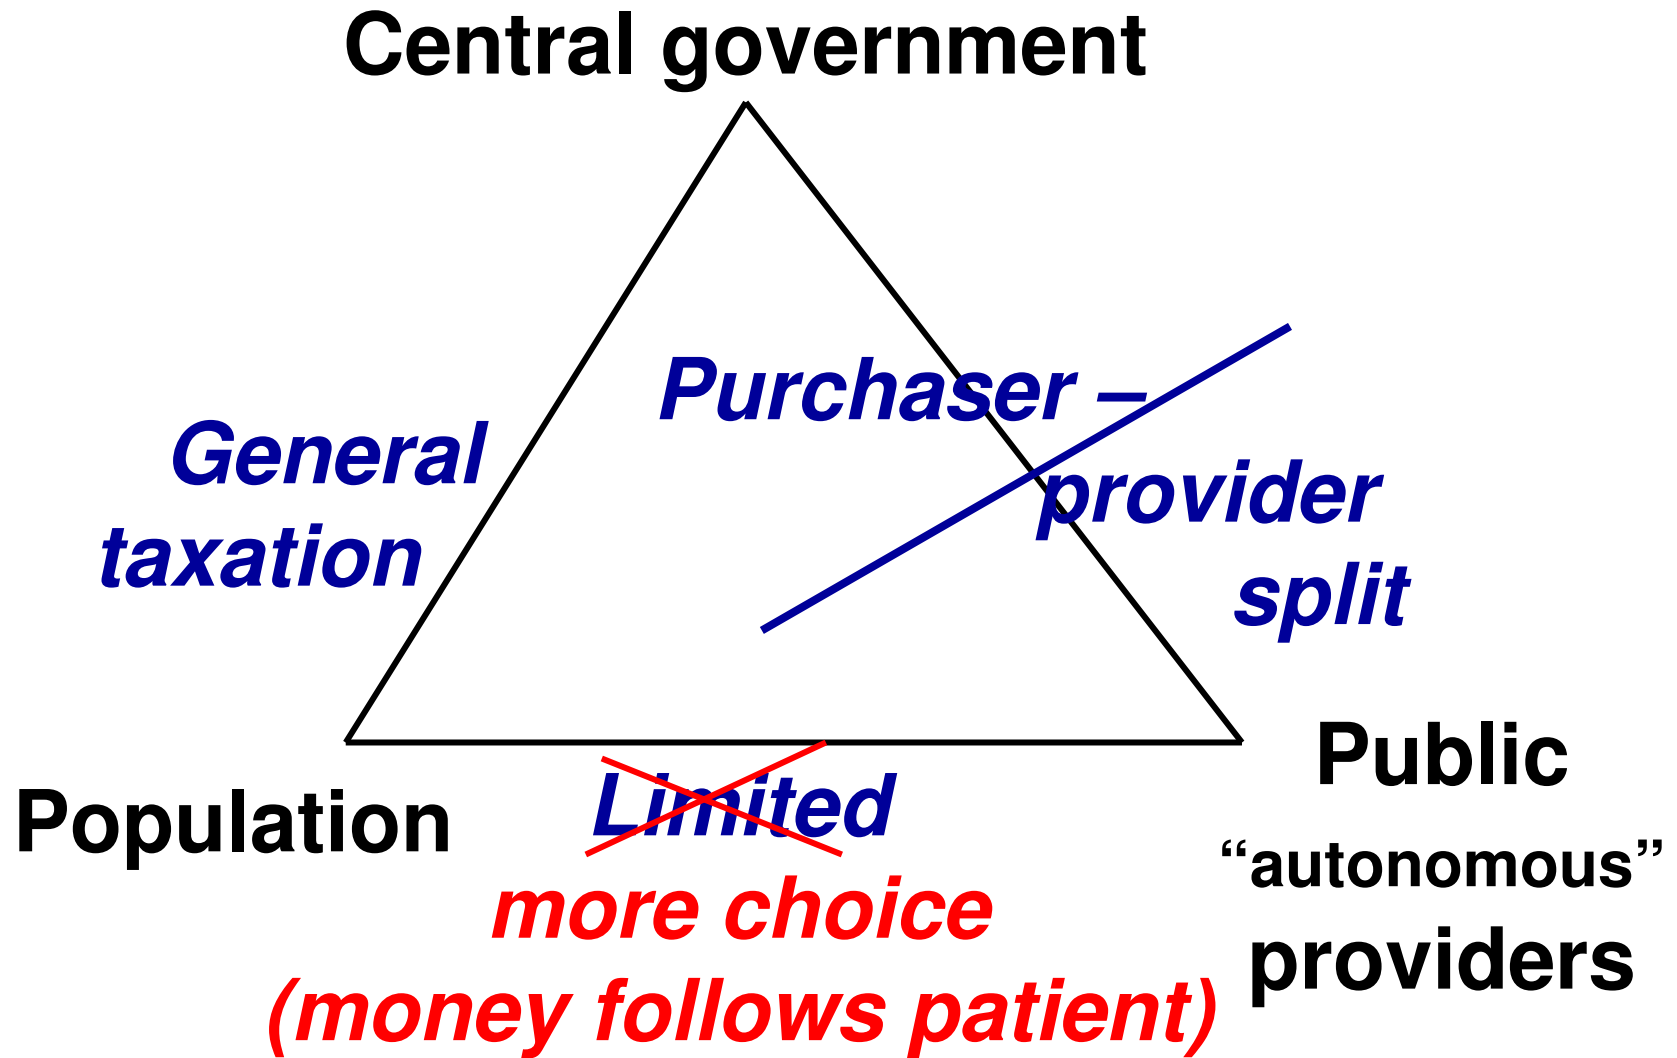 Central government
Purchaser –
General
provider
taxation
split
Public
Population
Limited
“autonomous”
more choice
providers
(money follows patient)